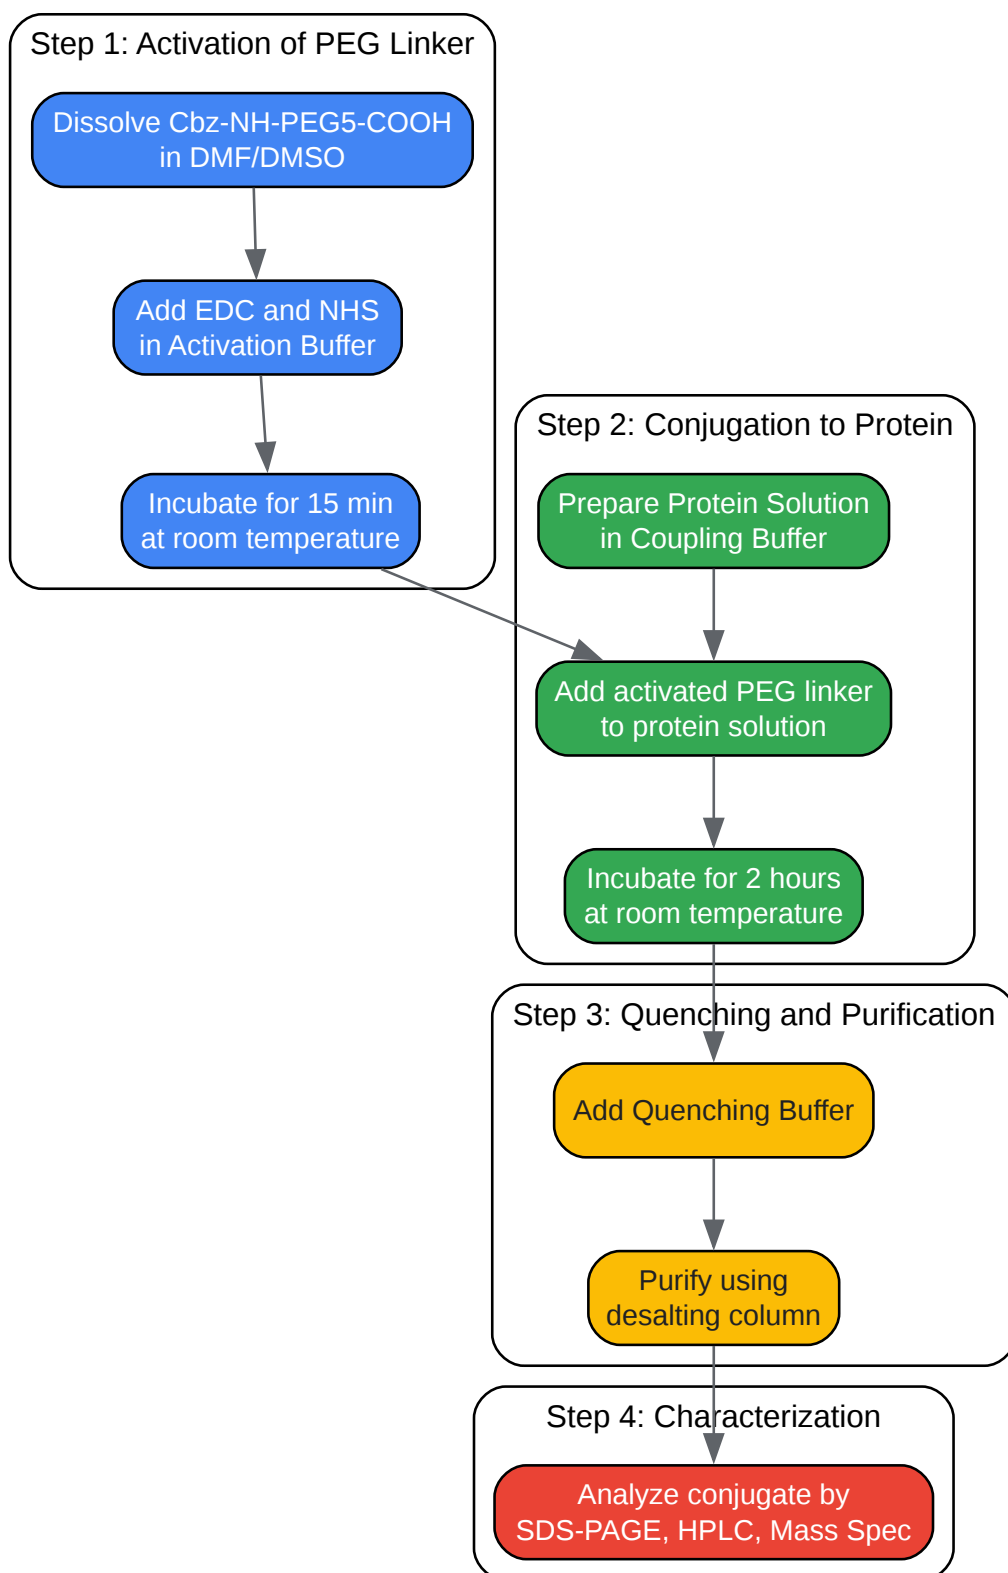 Step 1: Activation of PEG Linker
Dissolve Cbz-NH-PEG5-COOH
in DMF/DMSO
Add EDC and NHS
in Activation Buffer
Incubate for 15 min
at room temperature
Step 2: Conjugation to Protein
Prepare Protein Solution
in Coupling Buffer
Add activated PEG linker
to protein solution
Incubate for 2 hours
at room temperature
Step 3: Quenching and Purification
Add Quenching Buffer
Purify using
desalting column
Step 4: Characterization
Analyze conjugate by
SDS-PAGE, HPLC, Mass Spec